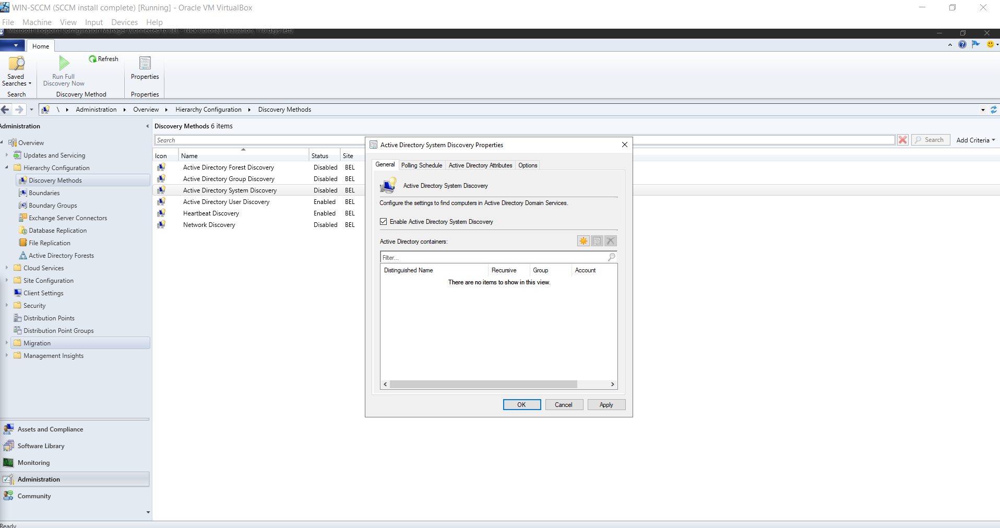 WIN-SCCM (SCCM install complete) [Running] - Oracle VM VirtualBox
File Machine View Input Devices Help
Microsoft Endpoint Configuration Manager (Connected to BEL - Nick Corona) (Evaluation, 178 days left)
Home
Saved Searches
Run Full Discovery Now
Refresh
Properties
Search
Discovery Method
Properties
\ Administration Overview Hierarchy Configuration Discovery Methods
Administration
Overview
Updates and Servicing
Hierarchy Configuration
Discovery Methods
Boundaries
Boundary Groups
Exchange Server Connectors
Database Replication
File Replication
Active Directory Forests
Cloud Services
Site Configuration
Client Settings
Security
Distribution Points
Distribution Point Groups
Migration
Management Insights
Assets and Compliance
Software Library
Monitoring
Administration
Community
Ready
Discovery Methods 6 items
Search
Search
Add Criteria
Icon Name Status Site
Active Directory Forest Discovery Disabled BEL
Active Directory Group Discovery Disabled BEL
Active Directory System Discovery Disabled BEL
Active Directory User Discovery Enabled BEL
Heartbeat Discovery Enabled BEL
Network Discovery Disabled BEL
Active Directory System Discovery Properties
General Polling Schedule Active Directory Attributes Options
Active Directory System Discovery
Configure the settings to find computers in Active Directory Domain Services.
Enable Active Directory System Discovery
Active Directory containers:
Filter...
Distinguished Name Recursive Group Account
There are no items to show in this view.
OK Cancel Apply